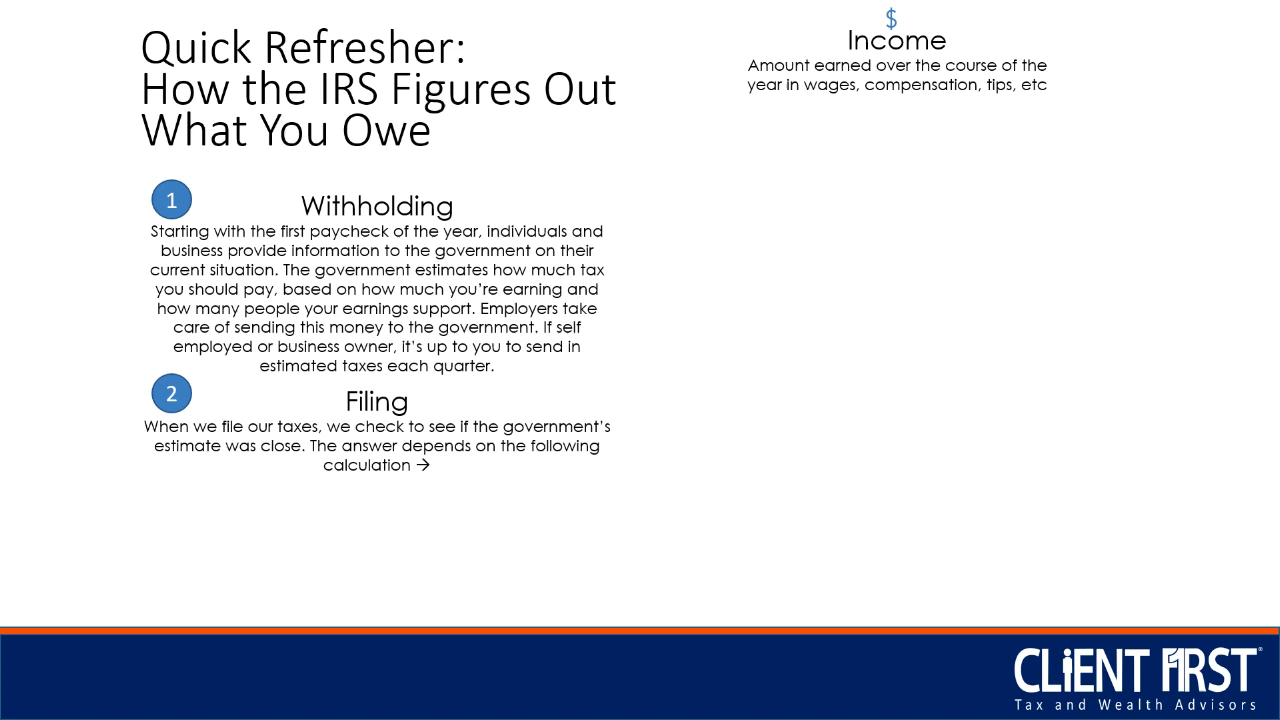 Quick Refresher:
How the IRS Figures Out
What You Owe
1
Withholding
Starting with the first paycheck of the year, individuals and
business provide information to the government on their
current situation. The government estimates how much tax
you should pay, based on how much you’re earning and
how many people your earnings support. Employers take
care of sending this money to the government. If self
employed or business owner, it’s up to you to send in
estimated taxes each quarter.
2
Filing
When we file our taxes, we check to see if the government’s
estimate was close. The answer depends on the following
calculation →
$
Income
Amount earned over the course of the
year in wages, compensation, tips, etc
CLiENT F1RST®
Tax and Wealth Advisors